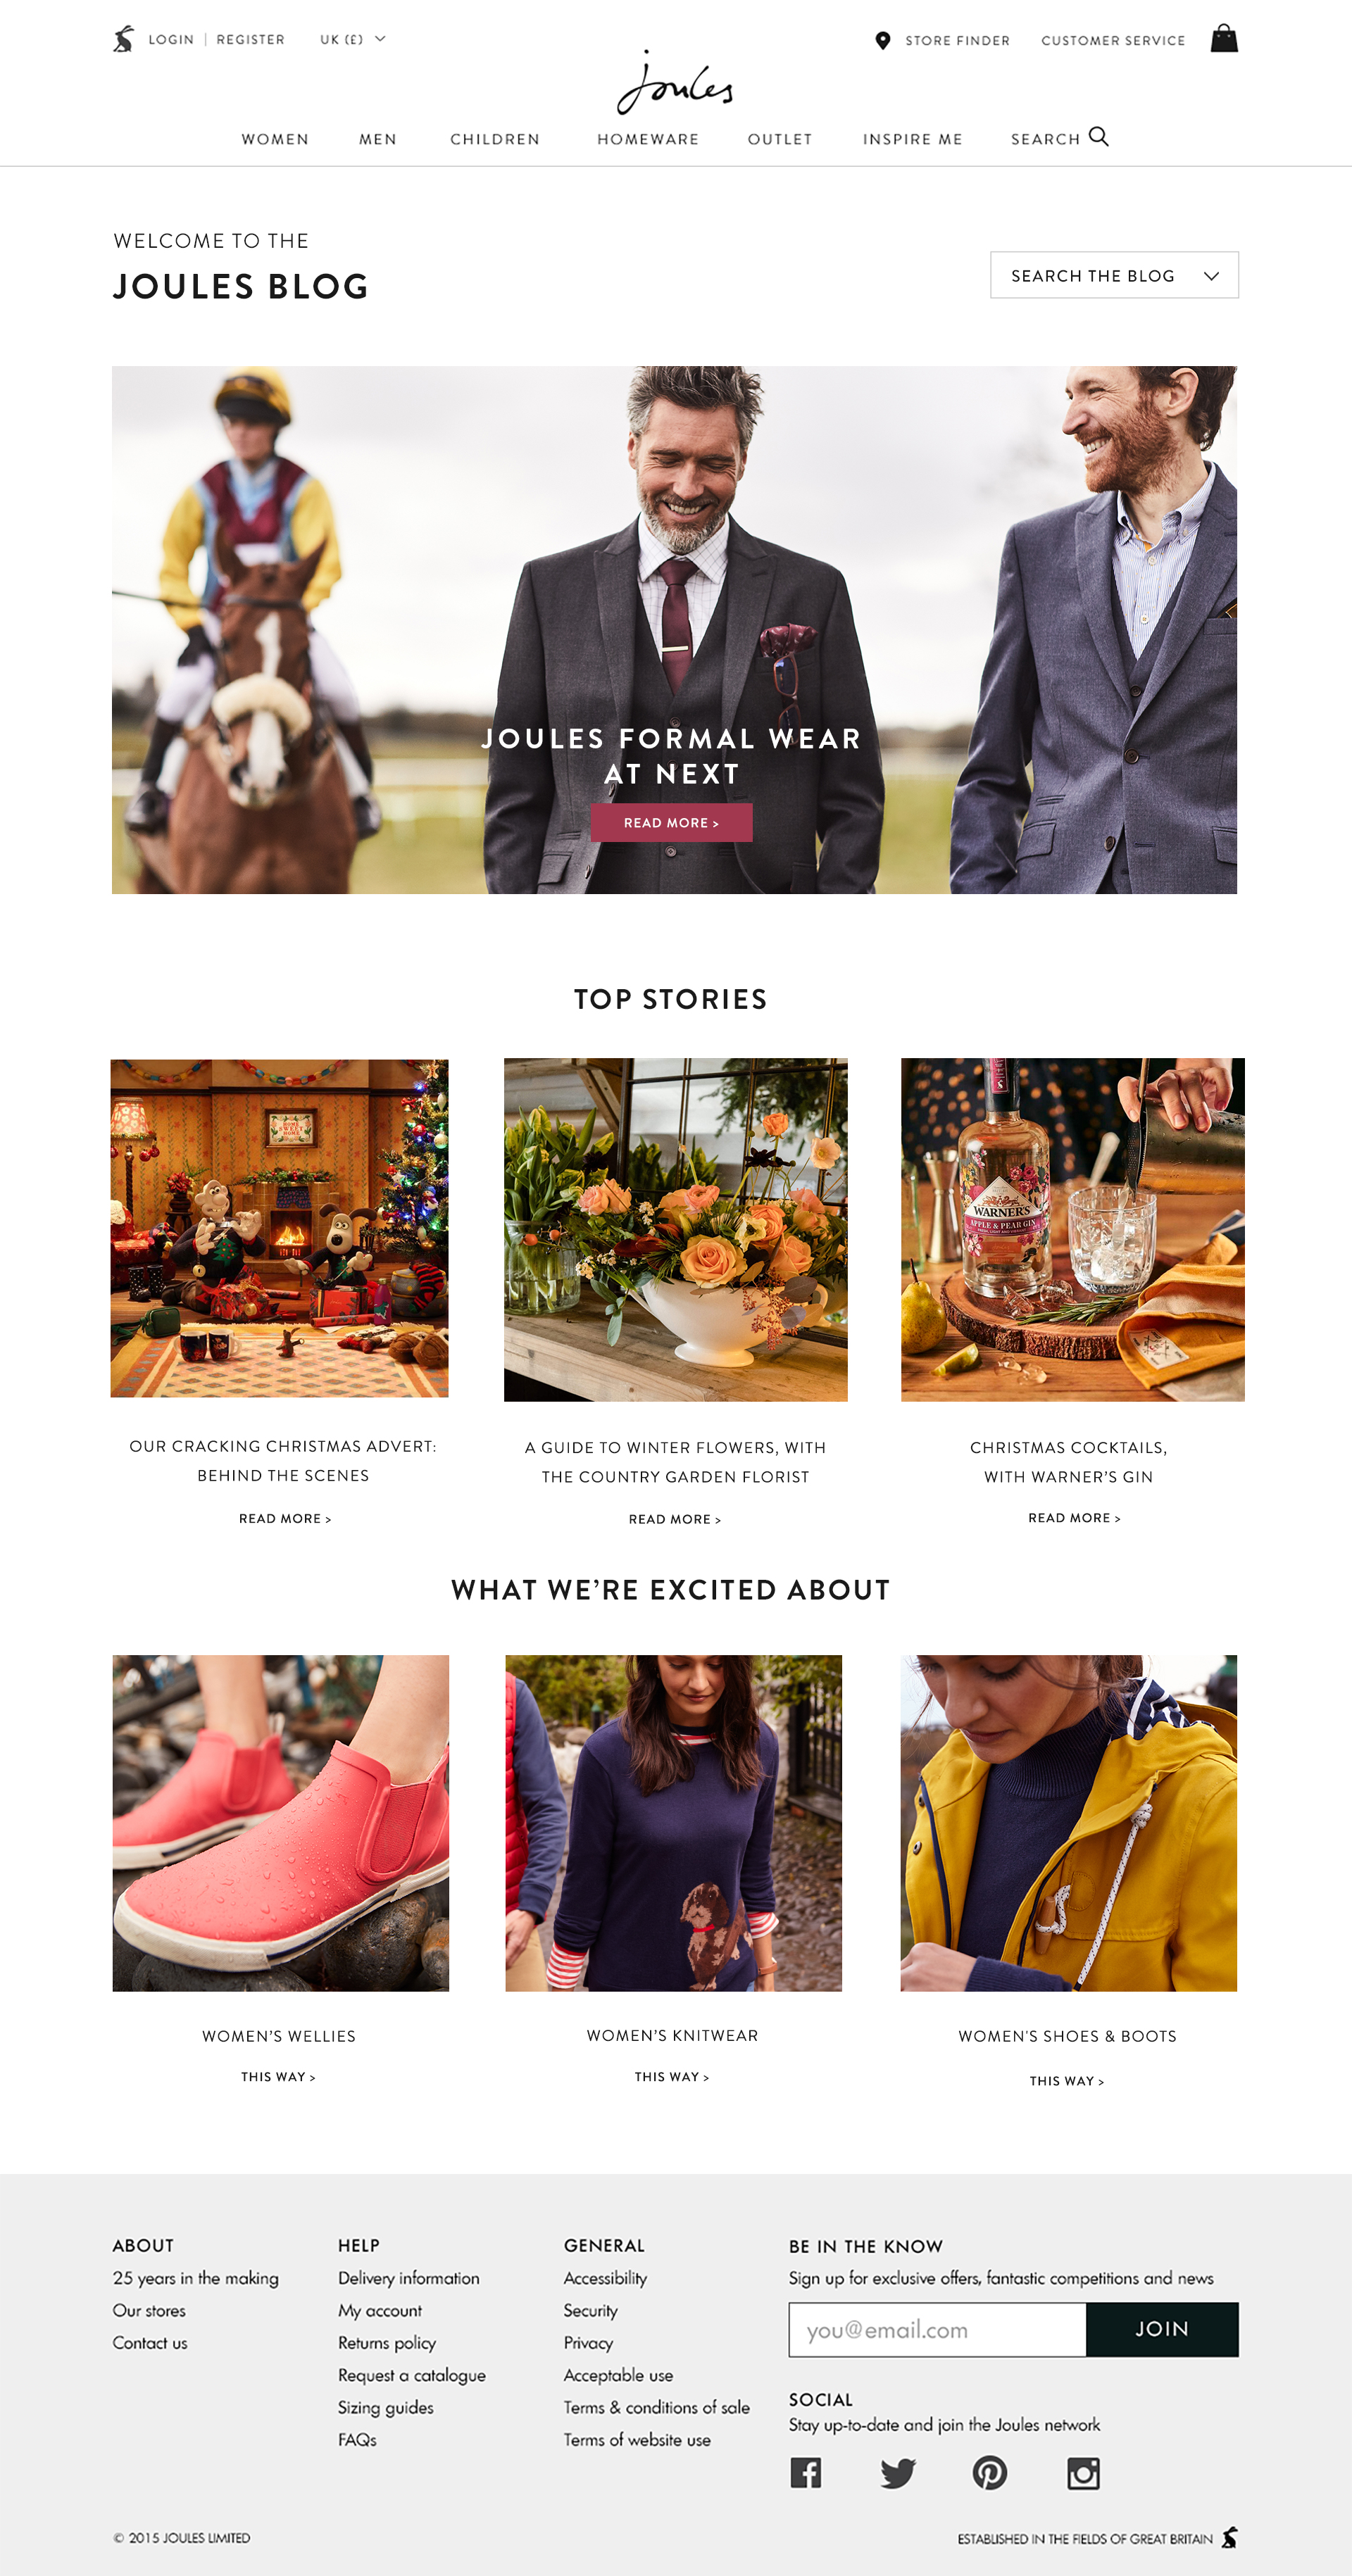 LOGIN | REGISTER
UK (£)
STORE FINDER
CUSTOMER SERVICE
joules
WOMEN
MEN
CHILDREN
HOMEWARE
OUTLET
INSPIRE ME
SEARCH
WELCOME TO THE
JOULES BLOG
SEARCH THE BLOG
JOULES FORMAL WEAR
AT NEXT
READ MORE >
TOP STORIES
HOME
SWEET
HOME
WARNER'S
APPLE & PEAR GIN
OUR CRACKING CHRISTMAS ADVERT:
BEHIND THE SCENES
READ MORE >
A GUIDE TO WINTER FLOWERS, WITH
THE COUNTRY GARDEN FLORIST
READ MORE >
CHRISTMAS COCKTAILS,
WITH WARNER’S GIN
READ MORE >
WHAT WE’RE EXCITED ABOUT
WOMEN’S WELLIES
THIS WAY >
WOMEN’S KNITWEAR
THIS WAY >
WOMEN'S SHOES & BOOTS
THIS WAY >
ABOUT
25 years in the making
Our stores
Contact us
HELP
Delivery information
My account
Returns policy
Request a catalogue
Sizing guides
FAQs
GENERAL
Accessibility
Security
Privacy
Acceptable use
Terms & conditions of sale
Terms of website use
BE IN THE KNOW
Sign up for exclusive offers, fantastic competitions and news
you@email.com
JOIN
SOCIAL
Stay up-to-date and join the Joules network
© 2015 JOULES LIMITED
ESTABLISHED IN THE FIELDS OF GREAT BRITAIN